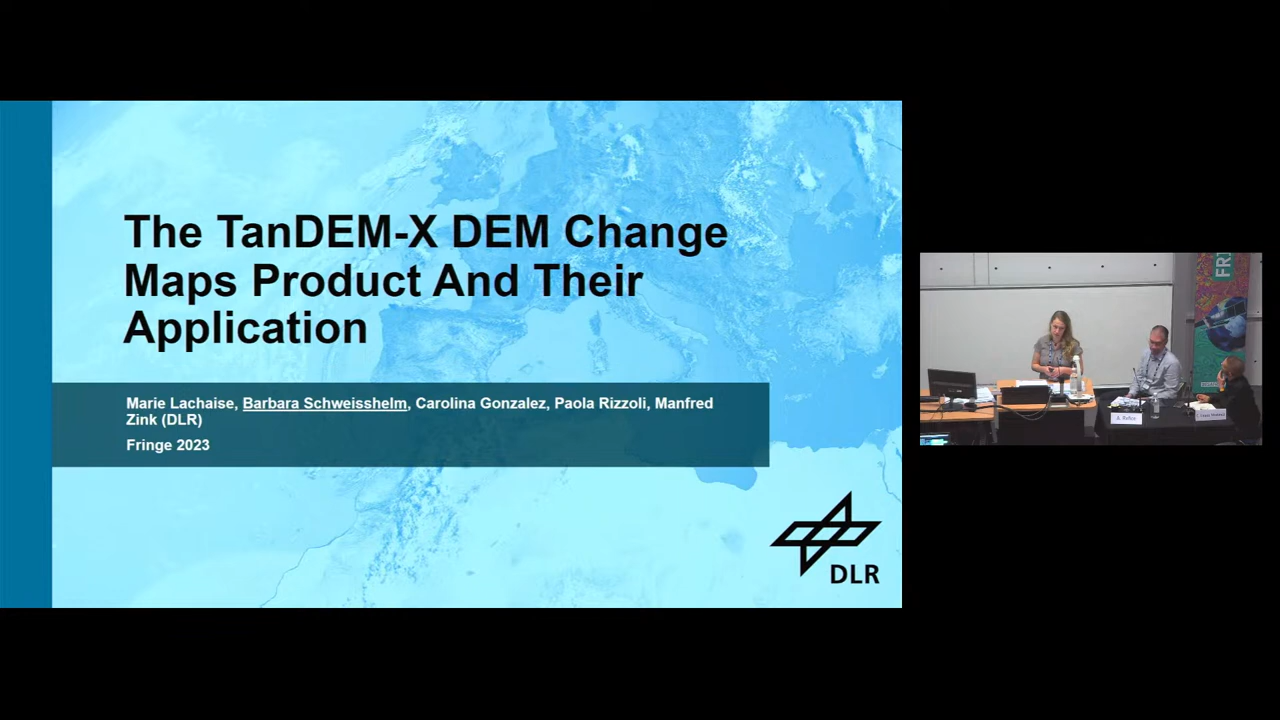 The TanDEM-X DEM Change
Maps Product And Their
Application
Marie Lachaise, Barbara Schweisshelm, Carolina Gonzalez, Paola Rizzoli, Manfred
Zink (DLR)
Fringe 2023
DLR
FR